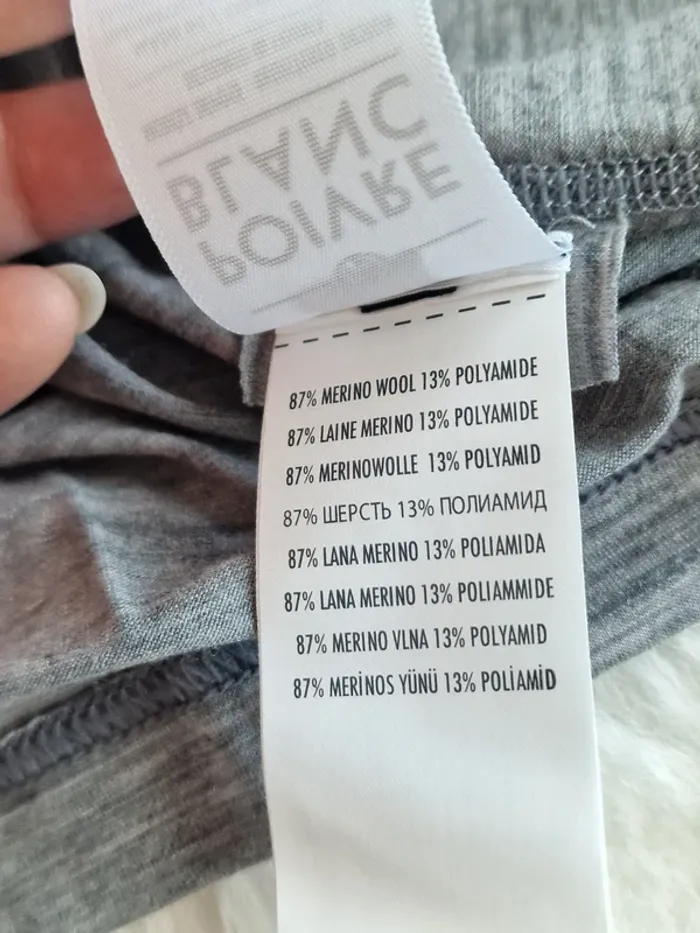 POIVRE
BLANC
87% MERINO WOOL 13% POLYAMIDE
87% LAINE MERINO 13% POLYAMIDE
87% MERINOWOLLE 13% POLYAMID
87% ШЕРСТЬ 13% ПОЛИАМИД
87% LANA MERINO 13% POLIAMIDA
87% LANA MERINO 13% POLIAMMIDE
87% MERINO VLNA 13% POLYAMID
87% MERİNOS YÜNÜ 13% POLİAMİD